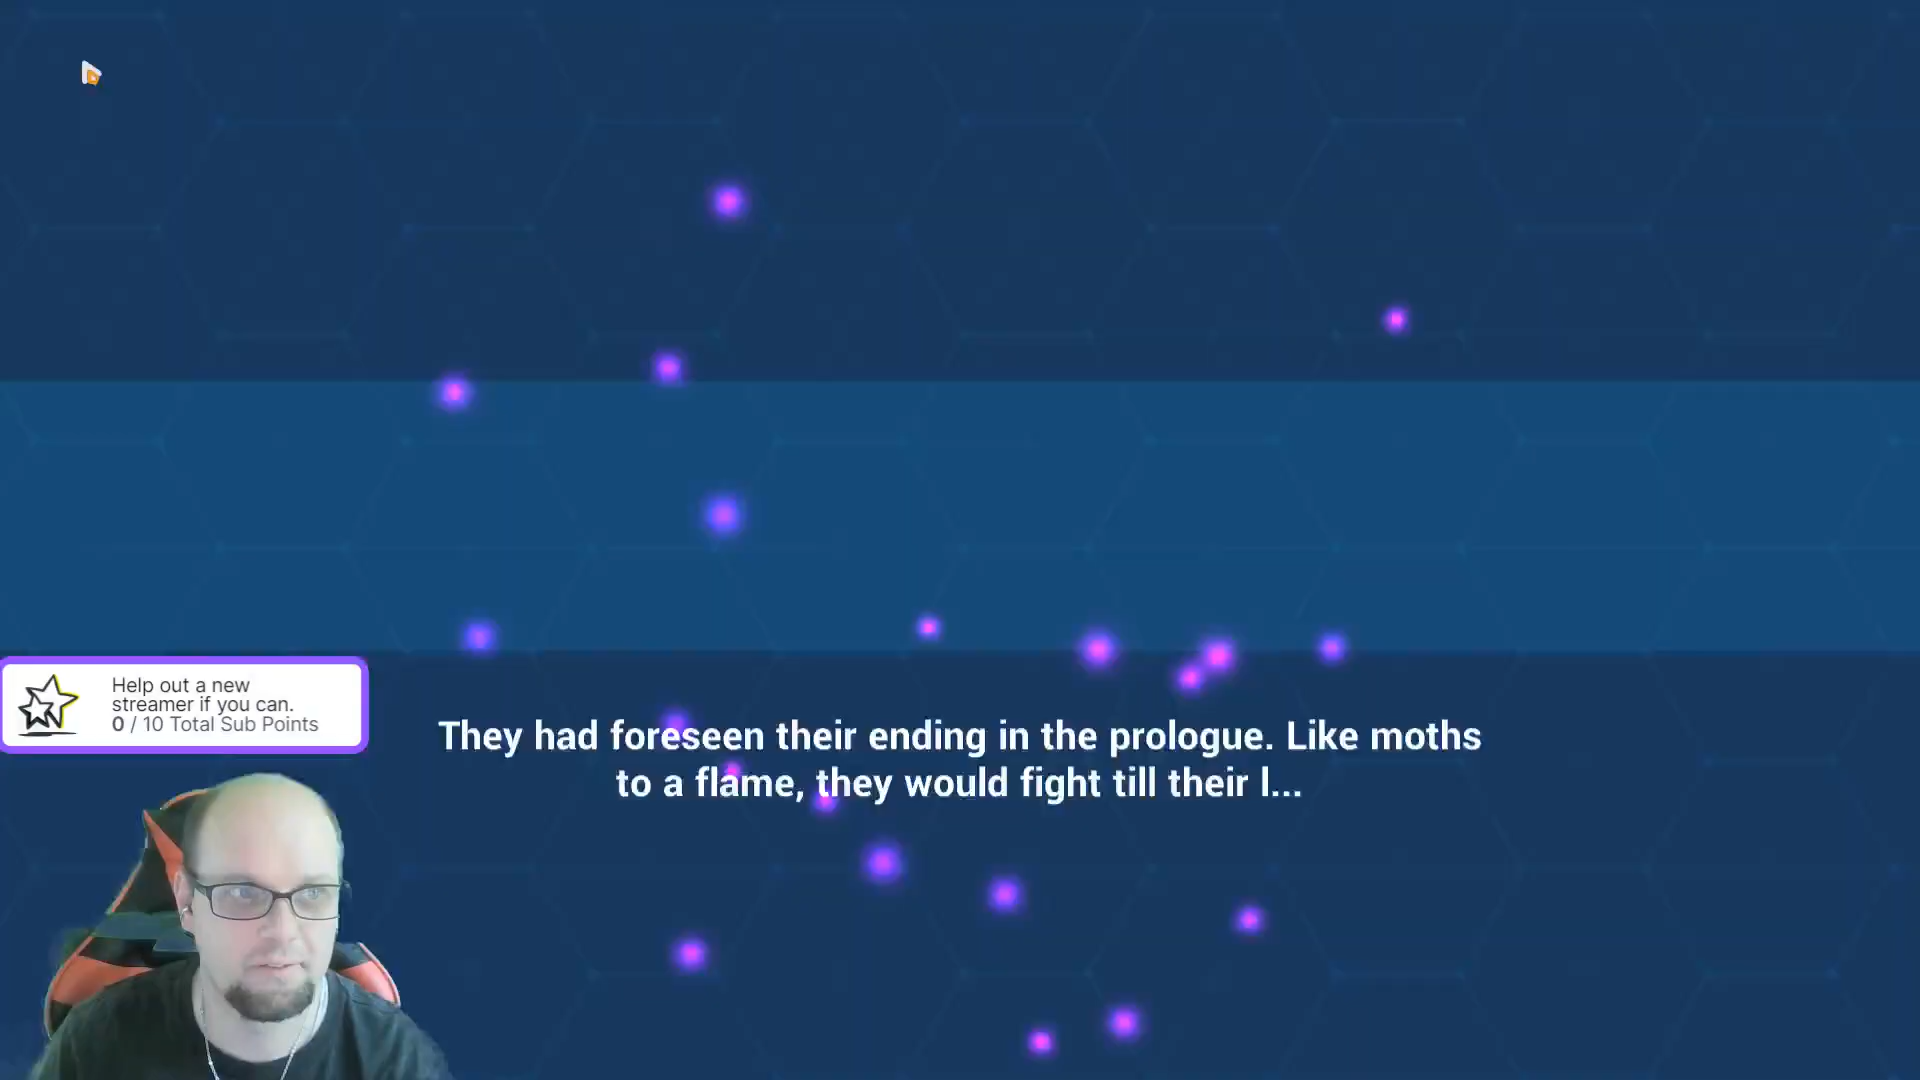 Help out a new
streamer if you can.
0 / 10 Total Sub Points
They had foreseen their ending in the prologue. Like moths
to a flame, they would fight till their l...